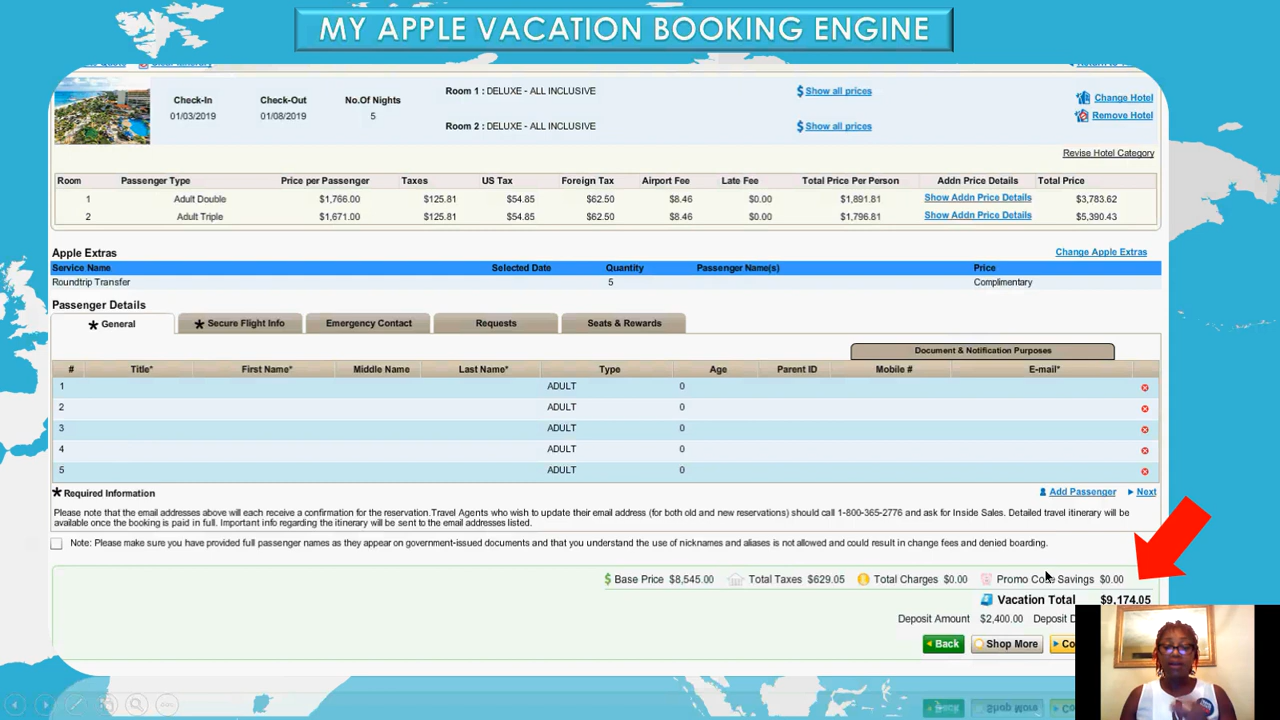 MY APPLE VACATION BOOKING ENGINE
Check-In Check-Out No.Of Nights
01/03/2019 01/08/2019 5
Room 1 : DELUXE - ALL INCLUSIVE
Room 2 : DELUXE - ALL INCLUSIVE
Show all prices
Show all prices
Change Hotel
Remove Hotel
Revise Hotel Category
Room Passenger Type Price per Passenger Taxes US Tax Foreign Tax Airport Fee Late Fee Total Price Per Person Addn Price Details Total Price
1 Adult Double $1,766.00 $125.81 $54.85 $62.50 $8.46 $0.00 $1,891.81 Show Addn Price Details $3,783.62
2 Adult Triple $1,671.00 $125.81 $54.85 $62.50 $8.46 $0.00 $1,796.81 Show Addn Price Details $5,390.43
Apple Extras Change Apple Extras
Service Name Selected Date Quantity Passenger Name(s) Price
Roundtrip Transfer 5 Complimentary
Passenger Details
* General * Secure Flight Info Emergency Contact Requests Seats & Rewards
Document & Notification Purposes
# Title* First Name* Middle Name Last Name* Type Age Parent ID Mobile # E-mail*
1 ADULT 0
2 ADULT 0
3 ADULT 0
4 ADULT 0
5 ADULT 0
* Required Information Add Passenger Next
Please note that the email addresses above will each receive a confirmation for the reservation.Travel Agents who wish to update their email address (for both old and new reservations) should call 1-800-365-2776 and ask for Inside Sales. Detailed travel itinerary will be
available once the booking is paid in full. Important info regarding the itinerary will be sent to the email addresses listed.
Note: Please make sure you have provided full passenger names as they appear on government-issued documents and that you understand the use of nicknames and aliases is not allowed and could result in change fees and denied boarding.
$ Base Price $8,545.00 Total Taxes $629.05 Total Charges $0.00 Promo Code Savings $0.00
Vacation Total $9,174.05
Deposit Amount $2,400.00 Deposit
Back Shop More